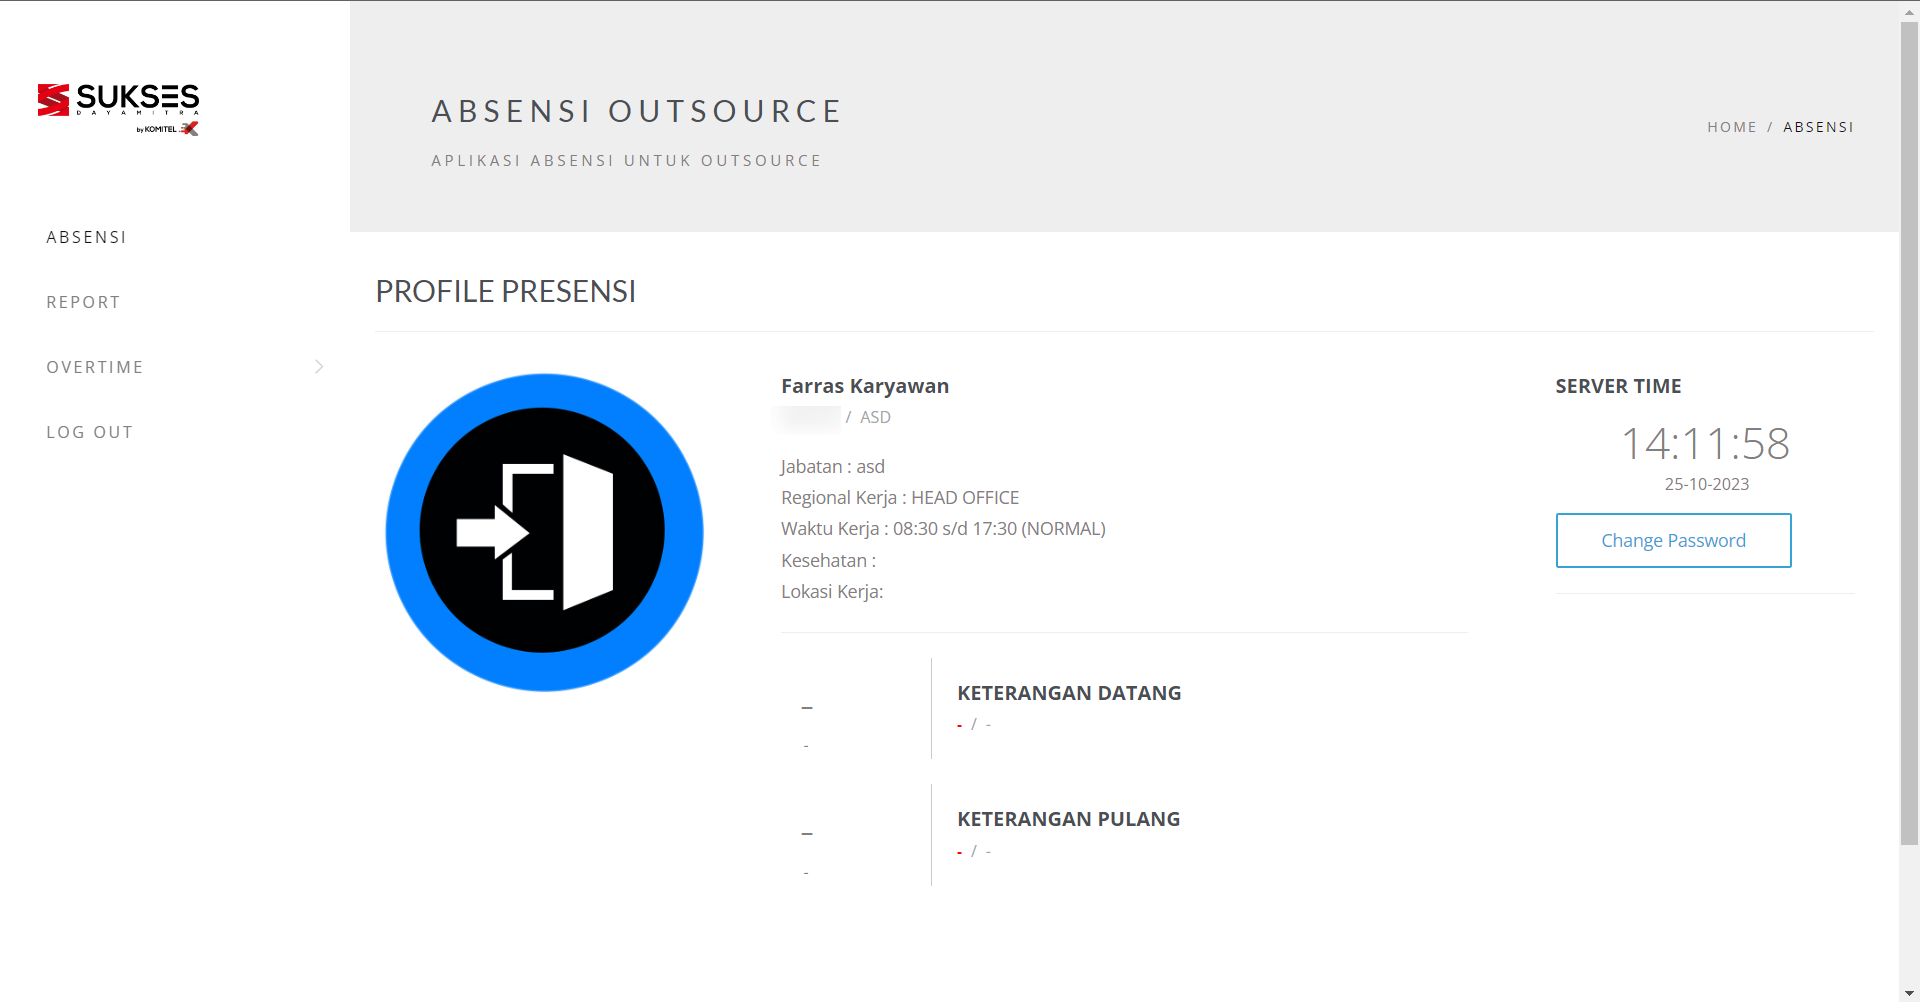 SUKSES
DAYAMITRA
by KOMITEL
ABSENSI
REPORT
OVERTIME
LOG OUT
ABSENSI OUTSOURCE
APLIKASI ABSENSI UNTUK OUTSOURCE
HOME / ABSENSI
PROFILE PRESENSI
Farras Karyawan
/ ASD
Jabatan : asd
Regional Kerja : HEAD OFFICE
Waktu Kerja : 08:30 s/d 17:30 (NORMAL)
Kesehatan :
Lokasi Kerja:
–
-
KETERANGAN DATANG
- / -
–
-
KETERANGAN PULANG
- / -
SERVER TIME
14:11:58
25-10-2023
Change Password